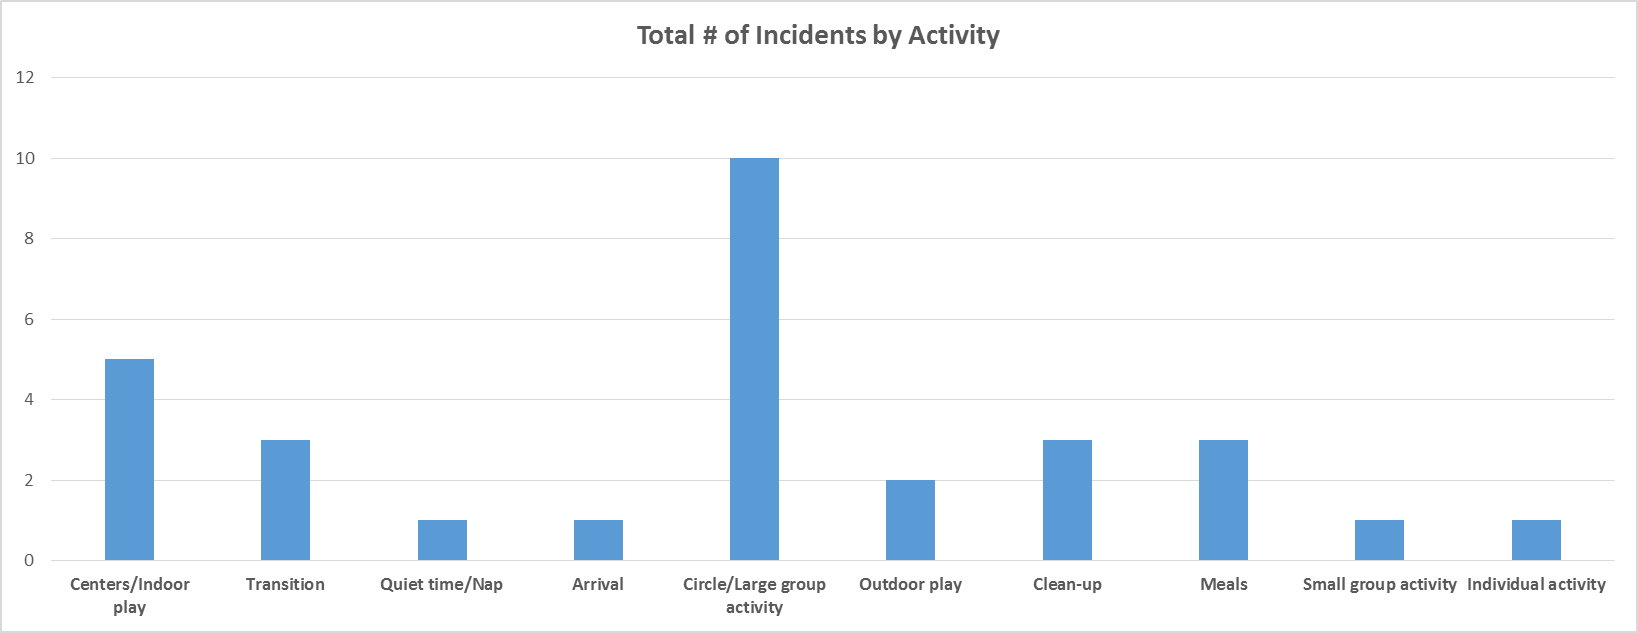 Total # of Incidents by Activity
12
10
8
6
4
2
0
Centers/Indoor play
Transition
Quiet time/Nap
Arrival
Circle/Large group activity
Outdoor play
Clean-up
Meals
Small group activity
Individual activity